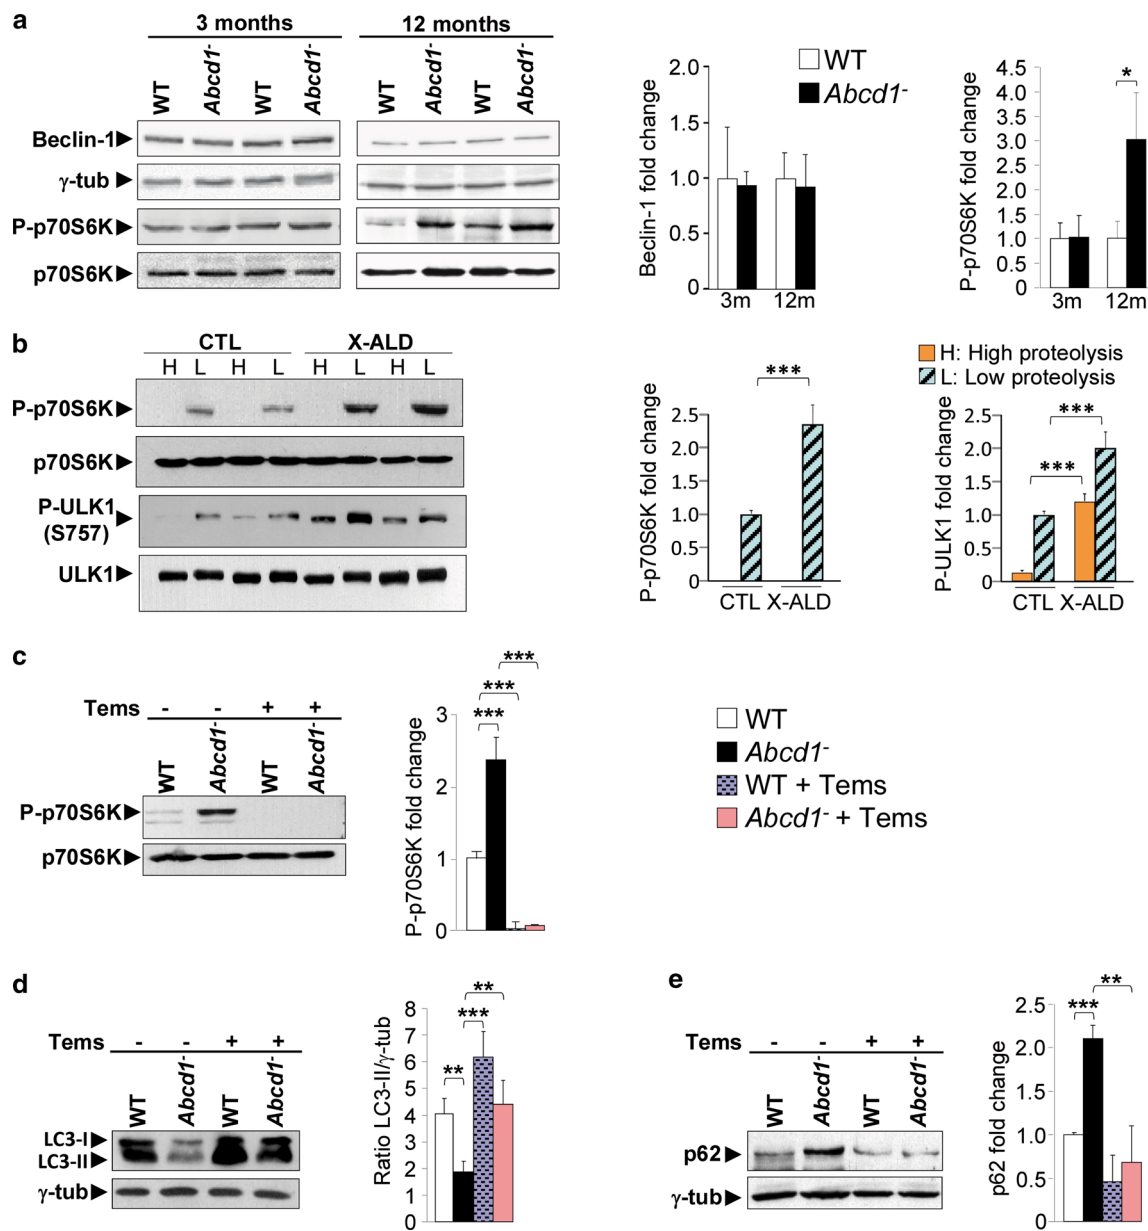 a
3 months
12 months
WT
Abcd1-
WT
Abcd1-
WT
Abcd1-
WT
Abcd1-
Beclin-1
γ-tub
P-p70S6K
p70S6K
Beclin-1 fold change
2.0
1.5
1.0
0.5
0
3m
12m
WT
Abcd1-
P-p70S6K fold change
4.5
4.0
3.5
3.0
2.5
2.0
1.5
1.0
0.5
0
*
3m
12m
b
CTL
X-ALD
H L H L H L H L
P-p70S6K
p70S6K
P-ULK1
(S757)
ULK1
P-p70S6K fold change
2.5
2.0
1.5
1.0
0.5
0
***
CTL X-ALD
H: High proteolysis
L: Low proteolysis
P-ULK1 fold change
2.5
2.0
1.5
1.0
0.5
0
***
***
CTL X-ALD
c
Tems - - + +
WT
Abcd1-
WT
Abcd1-
P-p70S6K
p70S6K
P-p70S6K fold change
3
2
1
0
***
***
***
WT
Abcd1-
WT + Tems
Abcd1- + Tems
d
Tems - - + +
WT
Abcd1-
WT
Abcd1-
LC3-I
LC3-II
γ-tub
Ratio LC3-II/γ-tub
8
7
6
5
4
3
2
1
0
**
***
**
e
Tems - - + +
WT
Abcd1-
WT
Abcd1-
p62
γ-tub
p62 fold change
2.5
2.0
1.5
1.0
0.5
0
**
***